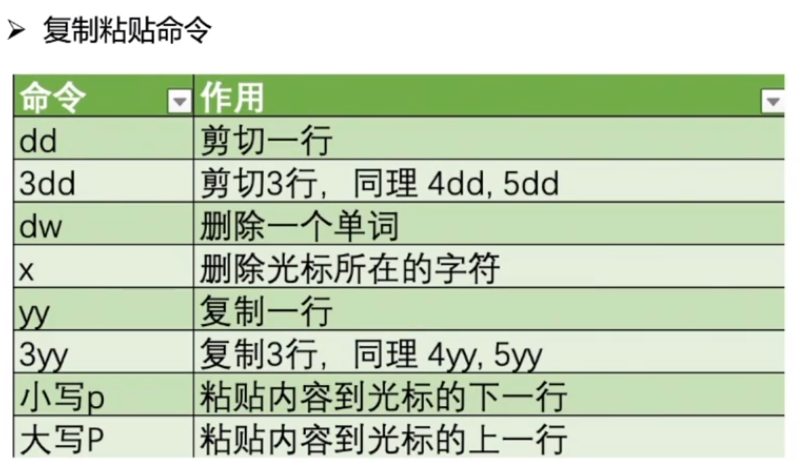 ➢ 复制粘贴命令
命令 作用
dd 剪切一行
3dd 剪切3行，同理 4dd, 5dd
dw 删除一个单词
x 删除光标所在的字符
yy 复制一行
3yy 复制3行，同理 4yy, 5yy
小写p 粘贴内容到光标的下一行
大写P 粘贴内容到光标的上一行